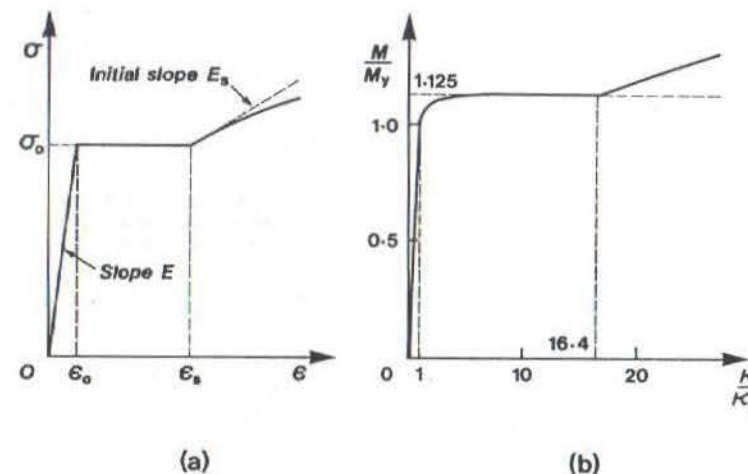 σ
Initial slope Eₛ
σ₀
Slope E
O
ϵ₀
ϵₛ
ϵ
(a)
M
My
1·125
1·0
0·5
16·4
0
1
10
20
(b)